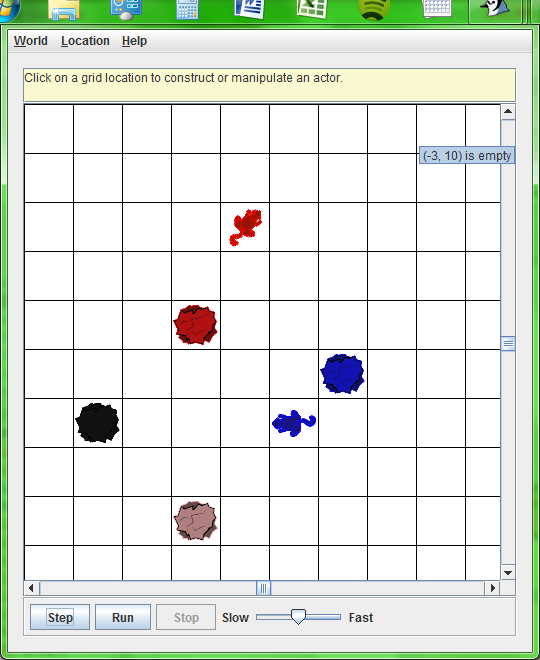 World Location Help
Click on a grid location to construct or manipulate an actor.
(-3, 10) is empty
Step Run Stop Slow Fast